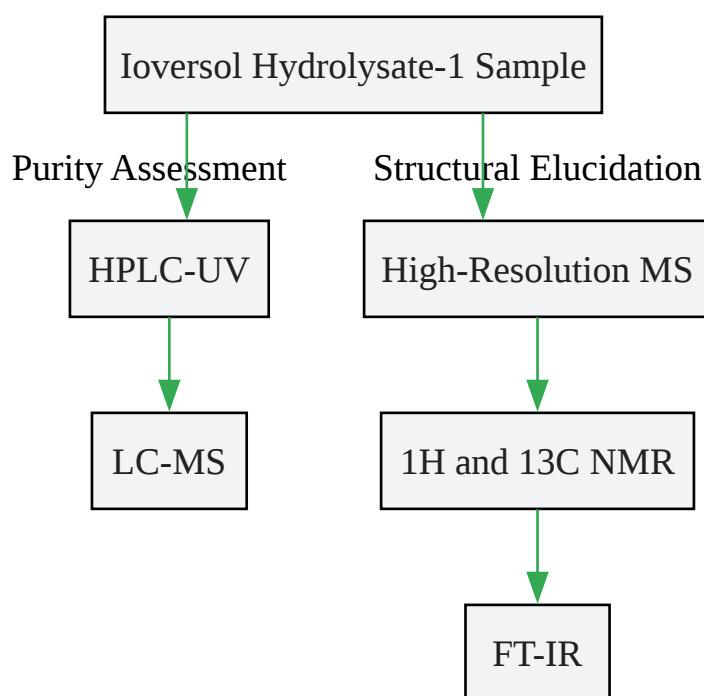 Ioversol Hydrolysate-1 Sample
Purity Assessment
Structural Elucidation
HPLC-UV
High-Resolution MS
LC-MS
1H and 13C NMR
FT-IR